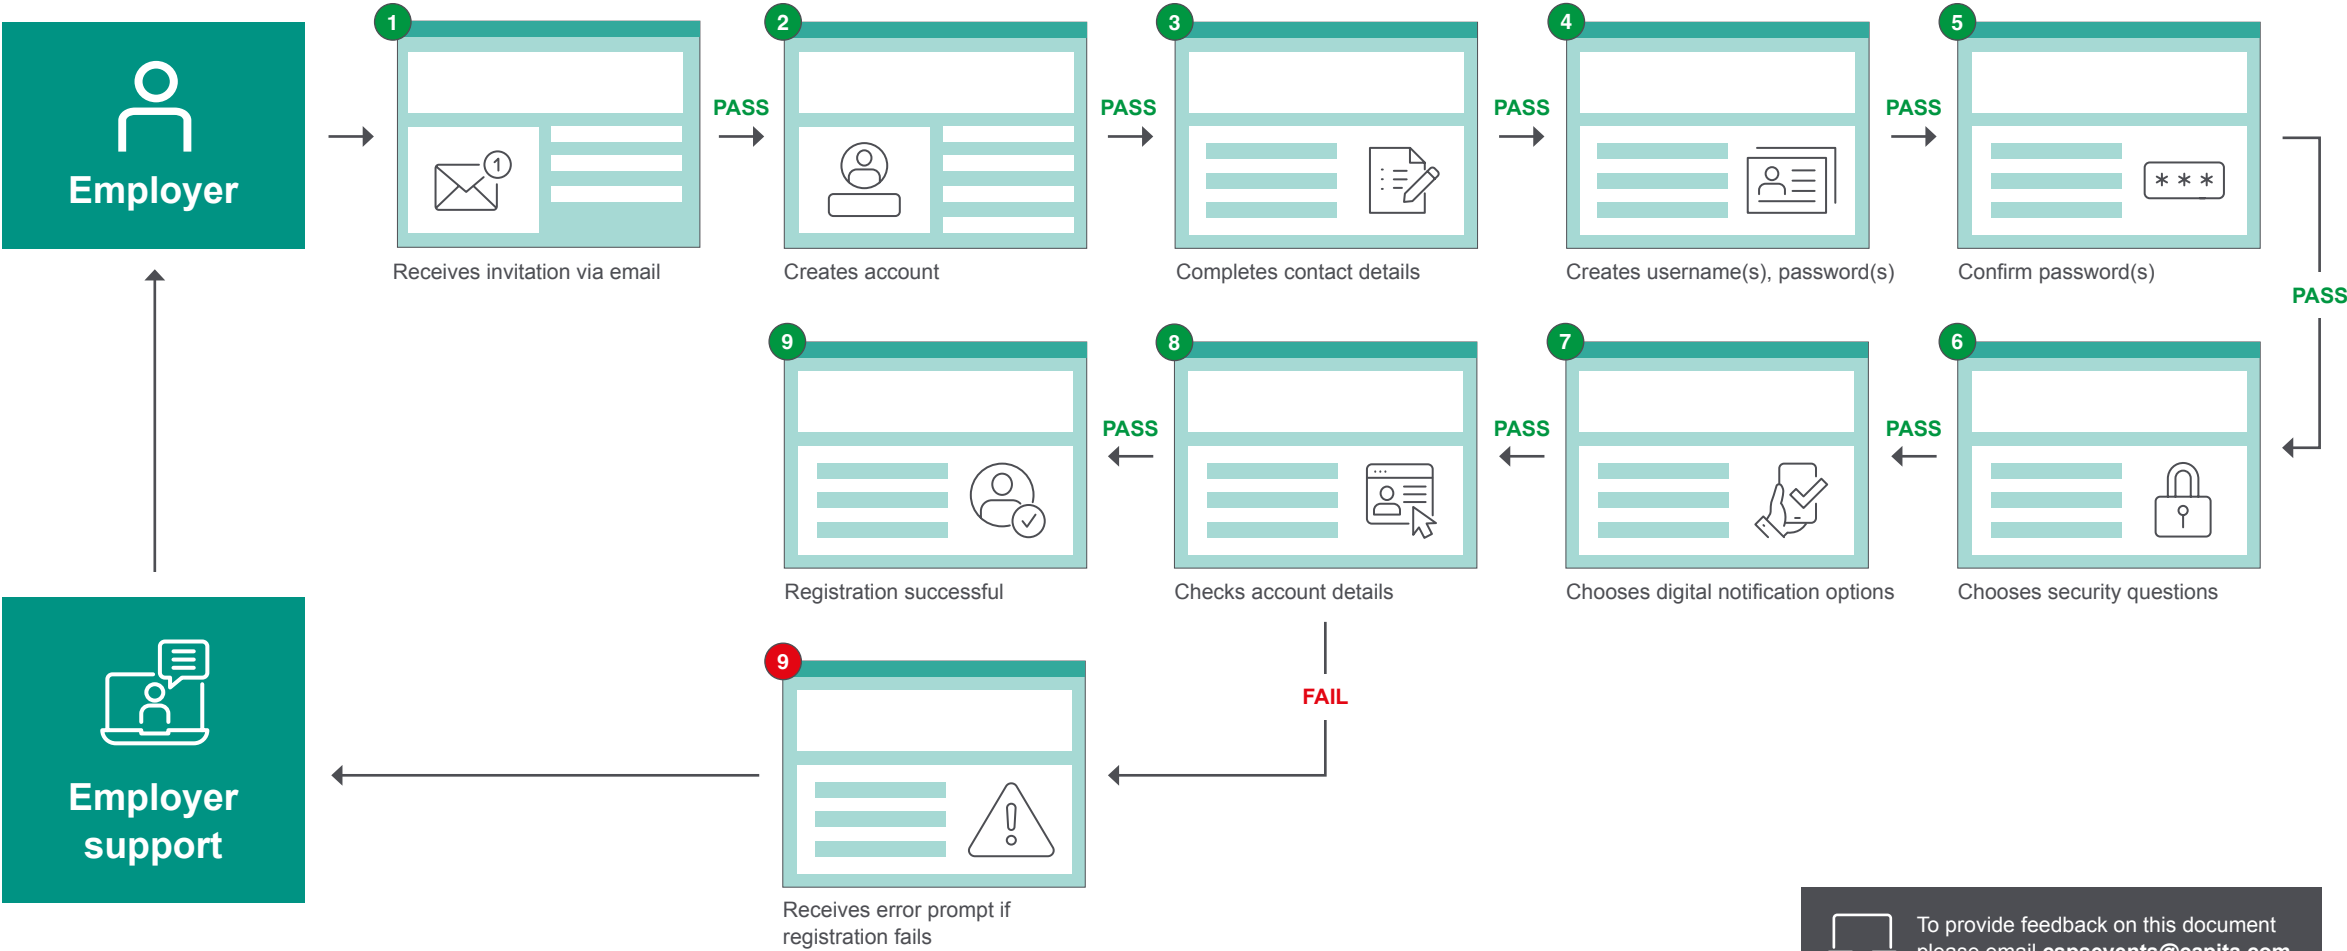 Employer
1
Receives invitation via email
PASS
2
Creates account
PASS
3
Completes contact details
PASS
4
Creates username(s), password(s)
PASS
5
* * *
Confirm password(s)
PASS
6
Chooses security questions
PASS
7
Chooses digital notification options
PASS
8
Checks account details
PASS
9
Registration successful
FAIL
9
Receives error prompt if
registration fails
Employer
support
To provide feedback on this document
please email